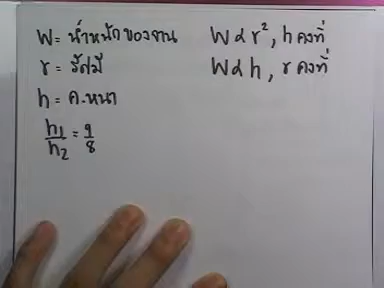 W = น้ำหนักของจาน
W ∝ r², h คงที่
r = รัศมี
W ∝ h, r คงที่
h = ค.หนา
h₁/h₂ = 9/8